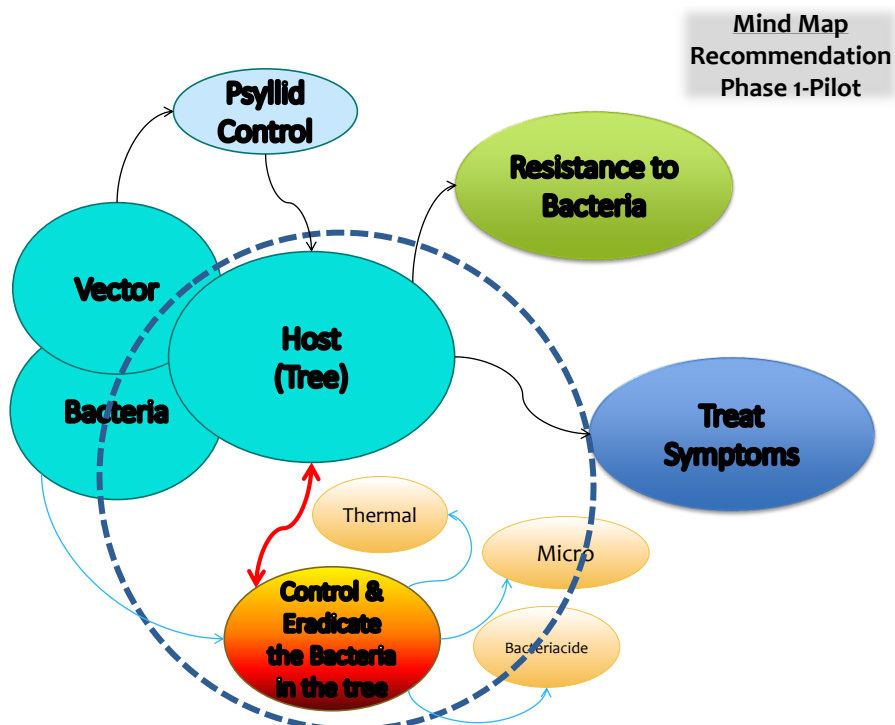 Mind Map
Recommendation
Phase 1-Pilot
Psyllid
Control
Resistance to
Bacteria
Vector
Host
(Tree)
Bacteria
Treat
Symptoms
Thermal
Micro
Control &
Eradicate
the Bacteria
in the tree
Bacteriacide